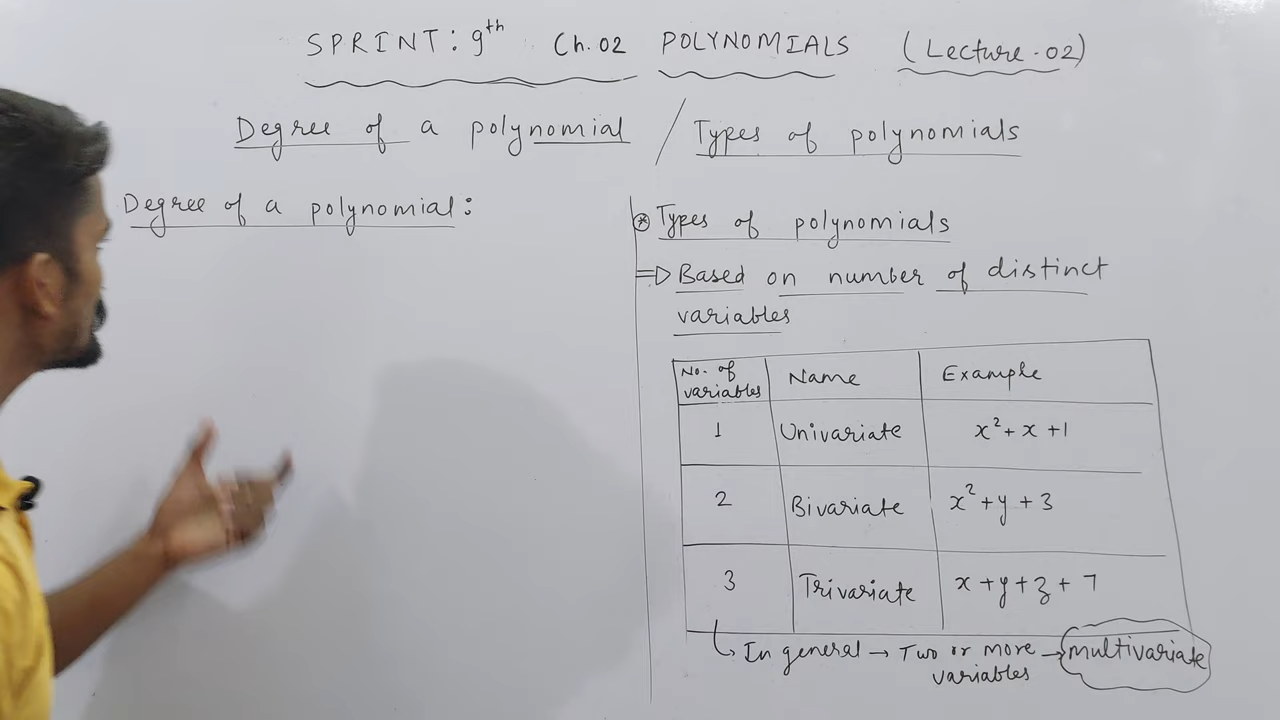 SPRINT: 9th Ch.02 POLYNOMIALS (Lecture-02)
Degree of a polynomial / Types of polynomials
Degree of a polynomial:
⊛ Types of polynomials
⇒ Based on number of distinct
variables
No. of variables Name Example
1 Univariate x² + x + 1
2 Bivariate x² + y + 3
3 Trivariate x + y + z + 7
↳ In general → Two or more variables → multivariate